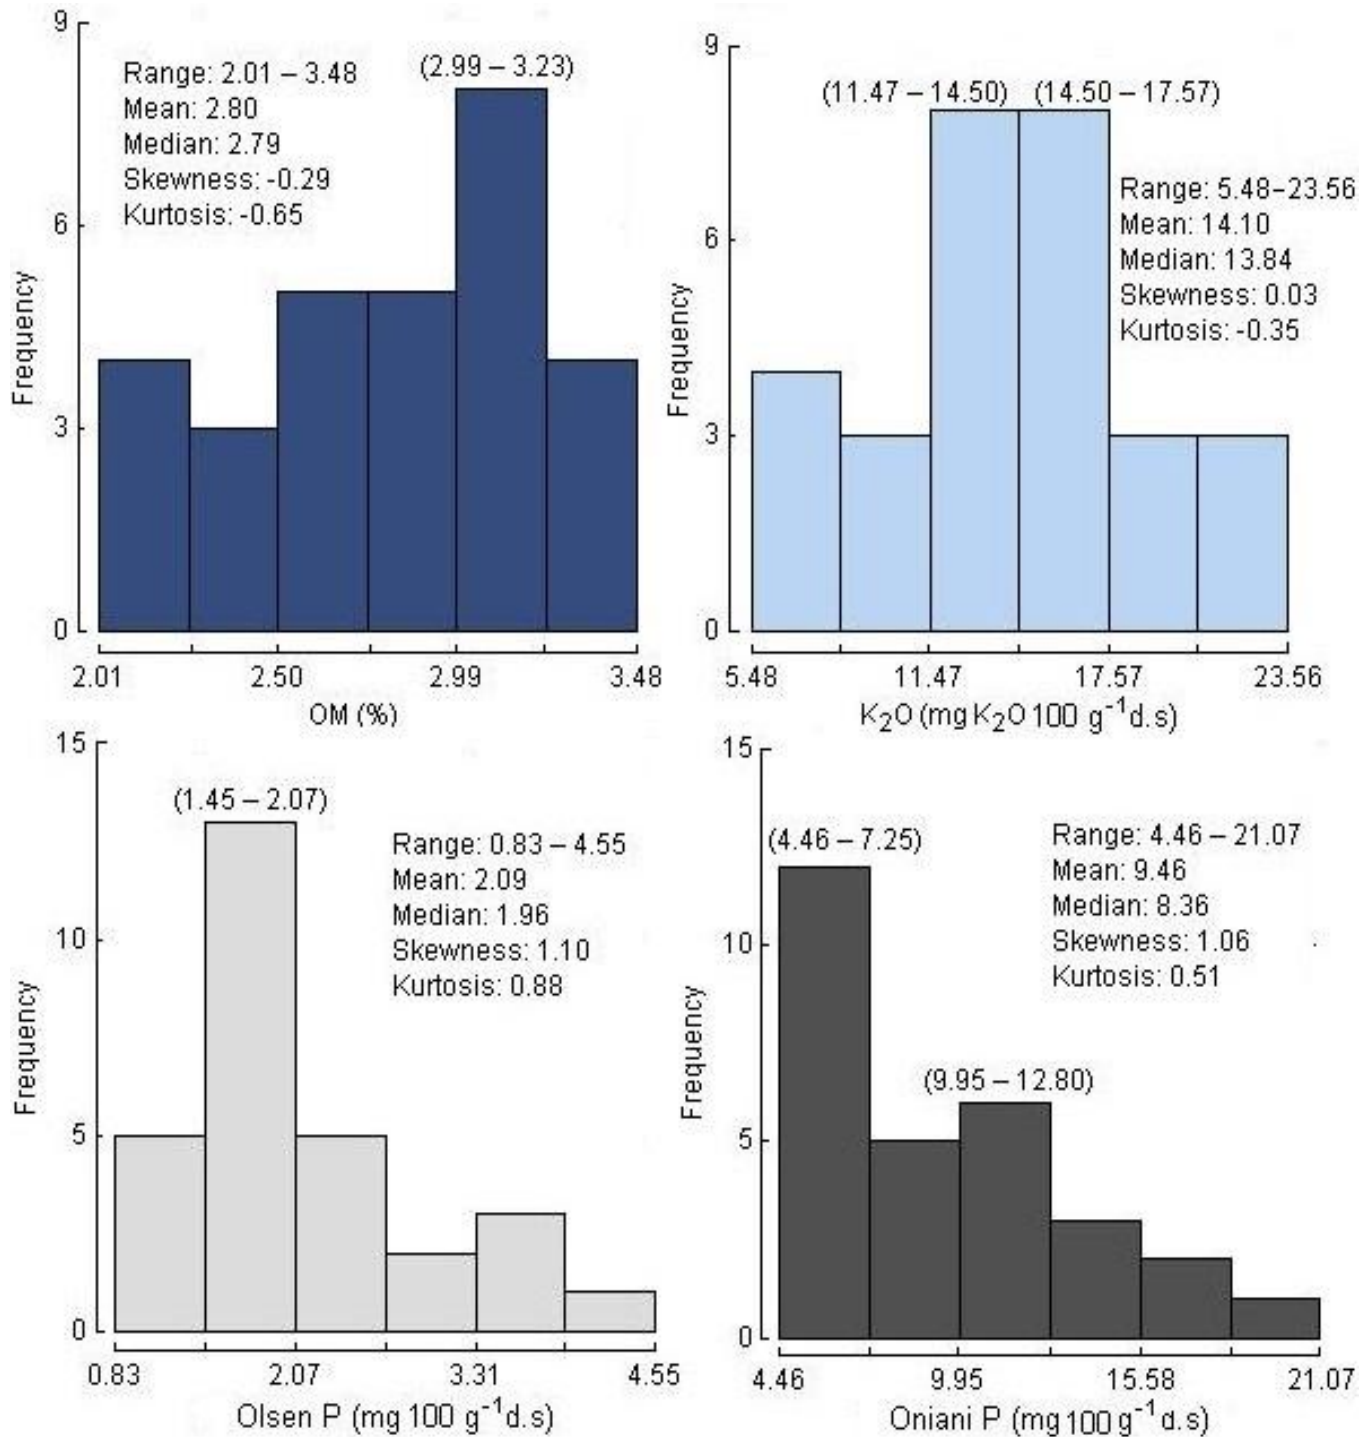 9
Range: 2.01 – 3.48
Mean: 2.80
Median: 2.79
Skewness: -0.29
Kurtosis: -0.65
(2.99 – 3.23)
6
3
0
Frequency
2.01 2.50 2.99 3.48
OM (%)
9
(11.47 – 14.50) (14.50 – 17.57)
Range: 5.48–23.56
Mean: 14.10
Median: 13.84
Skewness: 0.03
Kurtosis: -0.35
6
3
0
Frequency
5.48 11.47 17.57 23.56
K₂O (mg K₂O 100 g⁻¹ d.s)
15
(1.45 – 2.07)
Range: 0.83 – 4.55
Mean: 2.09
Median: 1.96
Skewness: 1.10
Kurtosis: 0.88
10
5
0
Frequency
0.83 2.07 3.31 4.55
Olsen P (mg 100 g⁻¹ d.s)
15
(4.46 – 7.25)
Range: 4.46 – 21.07
Mean: 9.46
Median: 8.36
Skewness: 1.06
Kurtosis: 0.51
10
(9.95 – 12.80)
5
0
Frequency
4.46 9.95 15.58 21.07
Oniani P (mg 100 g⁻¹ d.s)